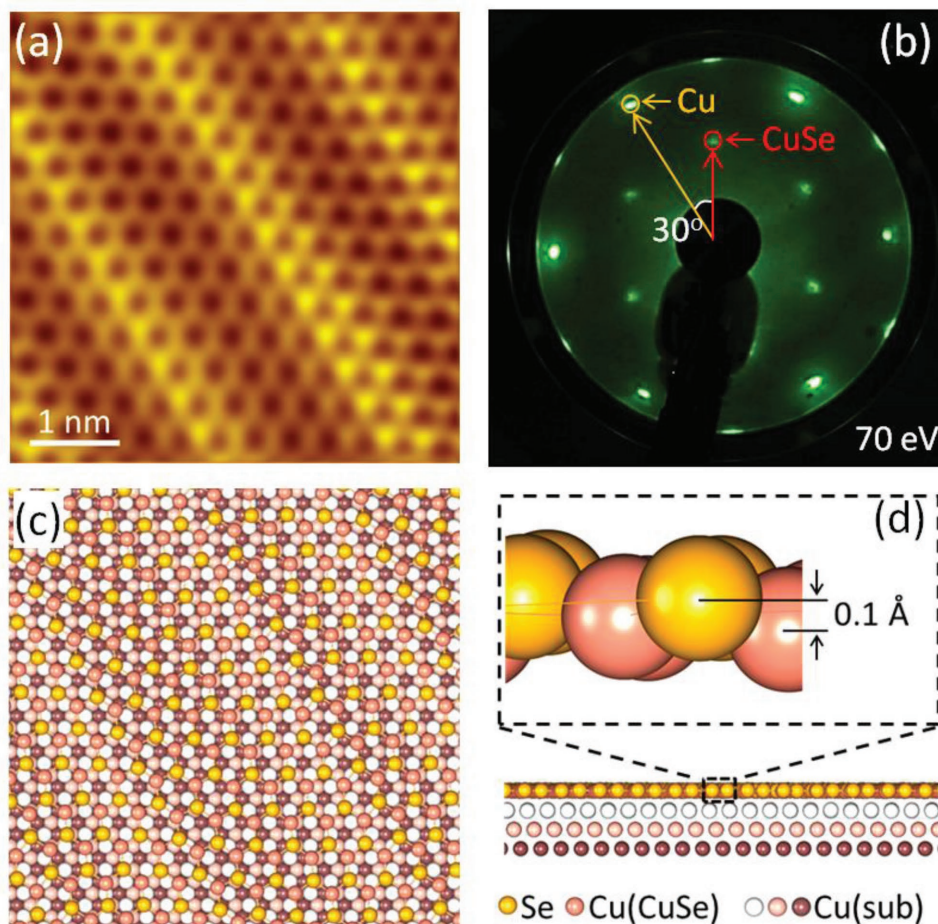 (a)
1 nm
(b)
Cu
CuSe
30°
70 eV
(c)
(d)
0.1 Å
Se Cu(CuSe) Cu(sub)